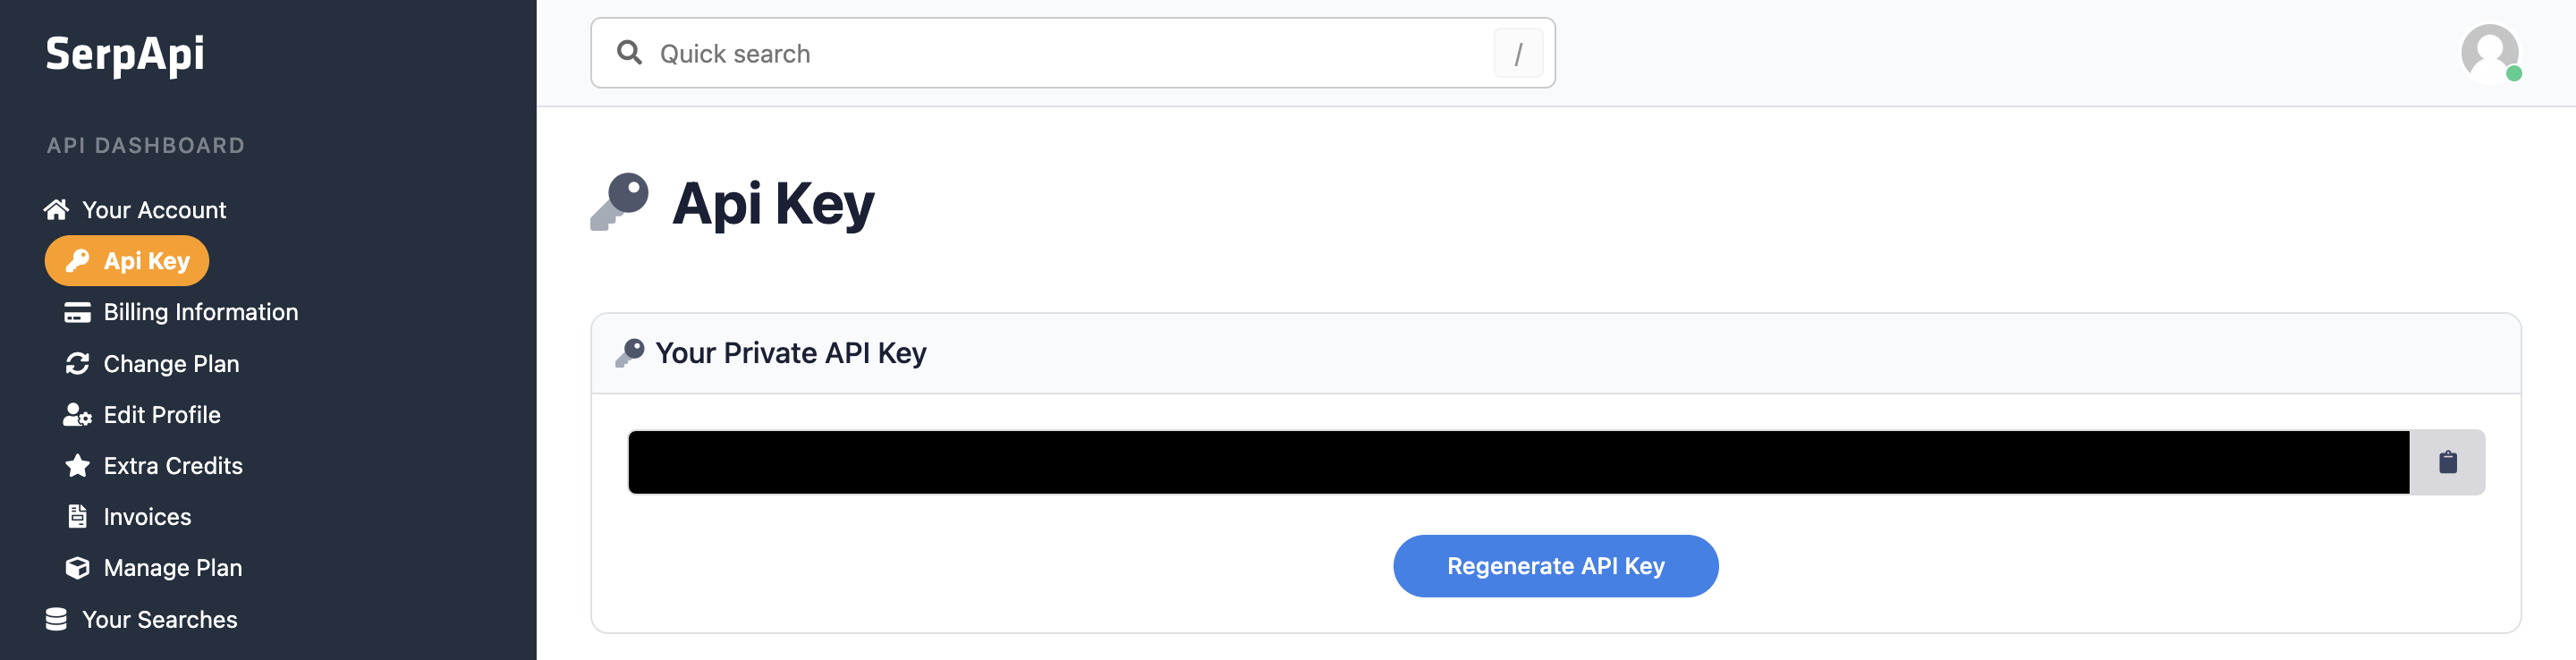 SerpApi
API DASHBOARD
Your Account
Api Key
Billing Information
Change Plan
Edit Profile
Extra Credits
Invoices
Manage Plan
Your Searches
Quick search
/
Api Key
Your Private API Key
Regenerate API Key